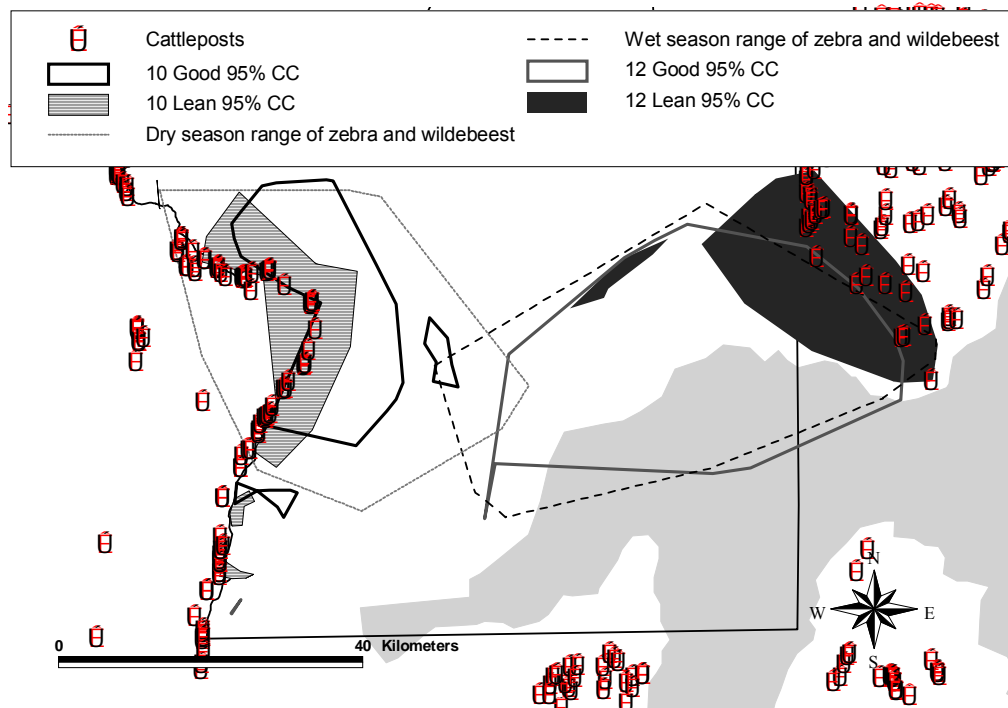 Cattleposts
10 Good 95% CC
10 Lean 95% CC
Dry season range of zebra and wildebeest
Wet season range of zebra and wildebeest
12 Good 95% CC
12 Lean 95% CC
0 40 Kilometers
N
W E
S